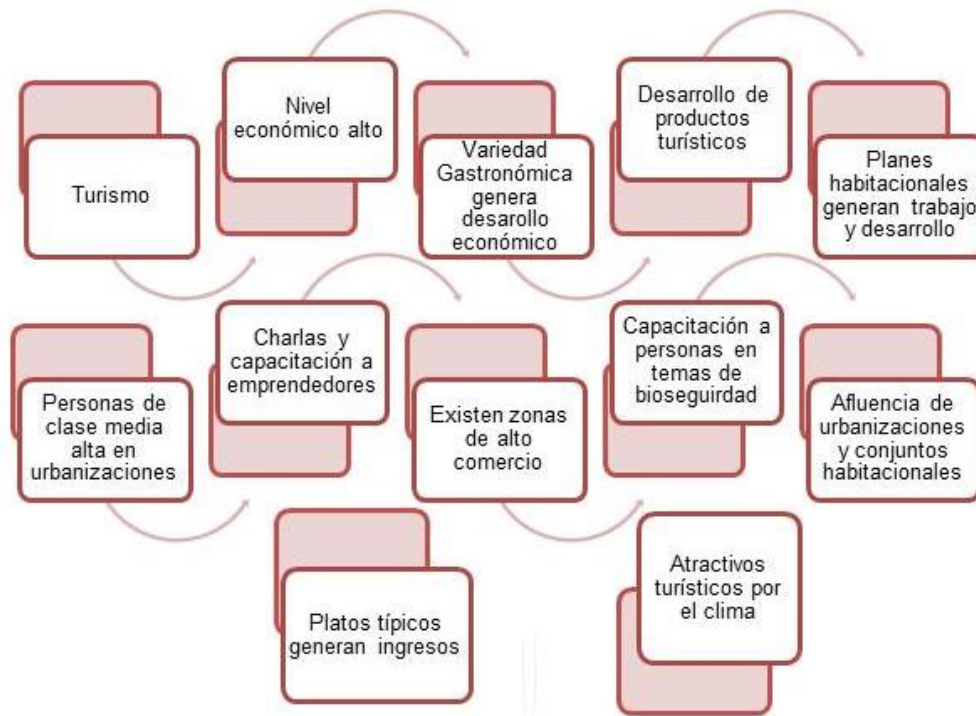 Turismo
Nivel
económico alto
Variedad
Gastronómica
genera
desarollo
económico
Desarrollo de
productos
turísticos
Planes
habitacionales
generan trabajo
y desarrollo
Personas de
clase media
alta en
urbanizaciones
Charlas y
capacitación a
emprendedores
Existen zonas
de alto
comercio
Capacitación a
personas en
temas de
bioseguirdad
Afluencia de
urbanizaciones
y conjuntos
habitacionales
Platos típicos
generan ingresos
Atractivos
turísticos por
el clima